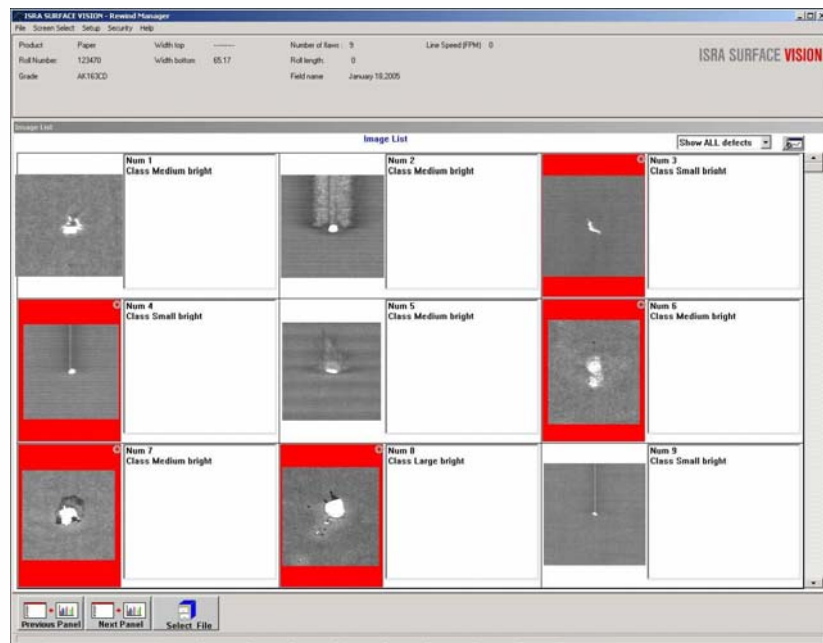 ISRA SURFACE VISION - Rewind Manager
File Screen Select Setup Security Help
Product Paper Width top -------- Number of flaws : 9 Line Speed (FPM) 0
Roll Number: 123470 Width bottom 65.17 Roll length: 0
Grade AK163CD Field name January 18,2005
ISRA SURFACE VISION
Image List
Image List
Show ALL defects
Num 1
Class Medium bright
Num 2
Class Medium bright
Num 3
Class Small bright
Num 4
Class Small bright
Num 5
Class Medium bright
Num 6
Class Medium bright
Num 7
Class Medium bright
Num 8
Class Large bright
Num 9
Class Small bright
Previous Panel Next Panel Select File